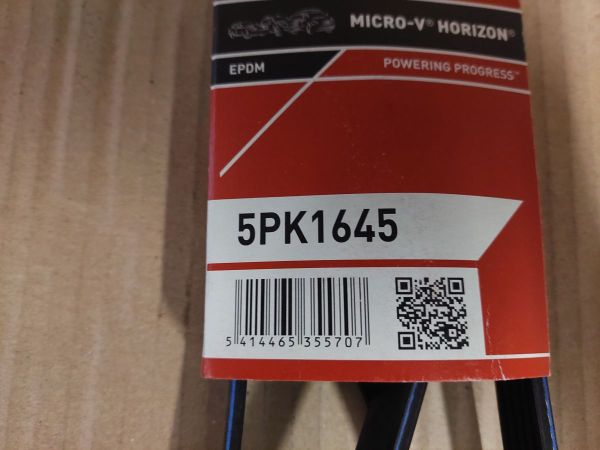 MICRO-V® HORIZON®
EPDM
POWERING PROGRESS™
5PK1645
5 414465 355707